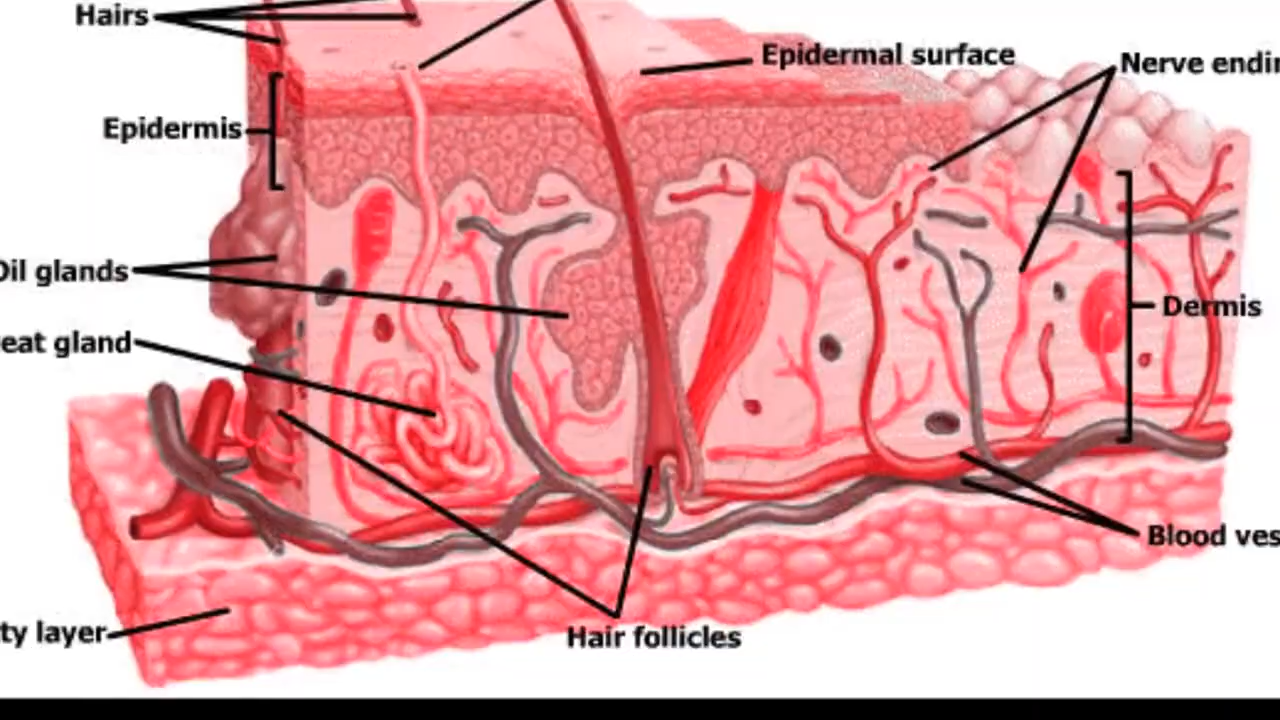 Hairs
Epidermal surface
Nerve endin
Epidermis
Oil glands
Dermis
eat gland
Blood ves
ty layer
Hair follicles